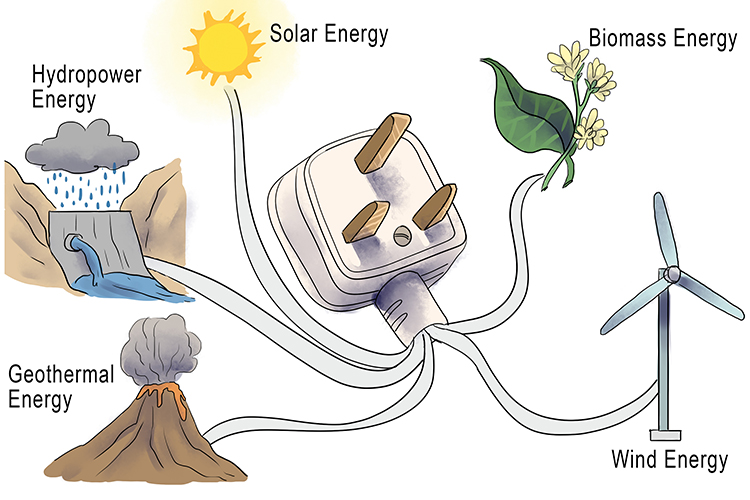 Solar Energy
Biomass Energy
Hydropower
Energy
Geothermal
Energy
Wind Energy